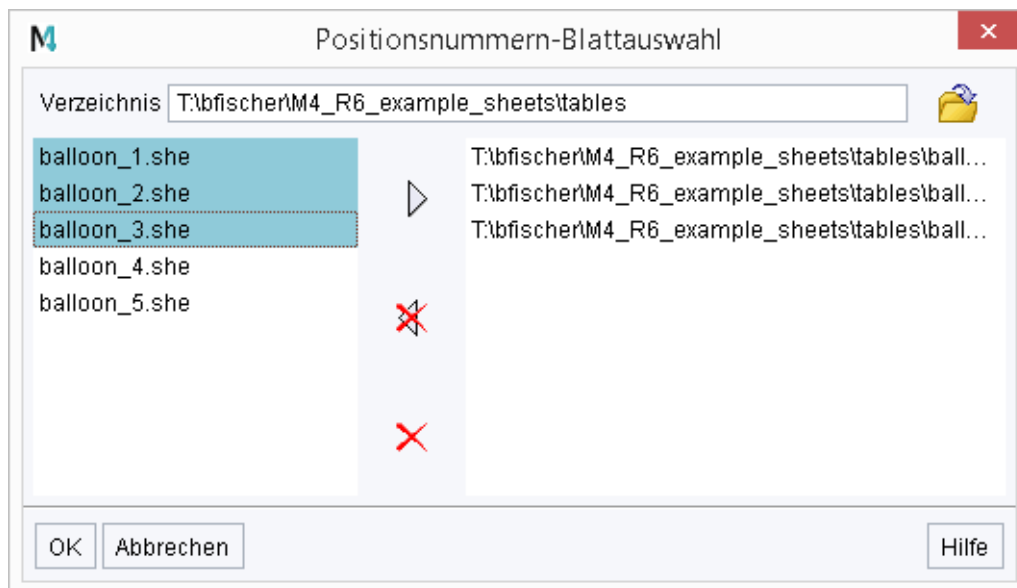 M4
Positionsnummern-Blattauswahl
Verzeichnis T:\bfischer\M4_R6_example_sheets\tables
balloon_1.she
balloon_2.she
balloon_3.she
balloon_4.she
balloon_5.she
T:\bfischer\M4_R6_example_sheets\tables\ball...
T:\bfischer\M4_R6_example_sheets\tables\ball...
T:\bfischer\M4_R6_example_sheets\tables\ball...
OK Abbrechen Hilfe